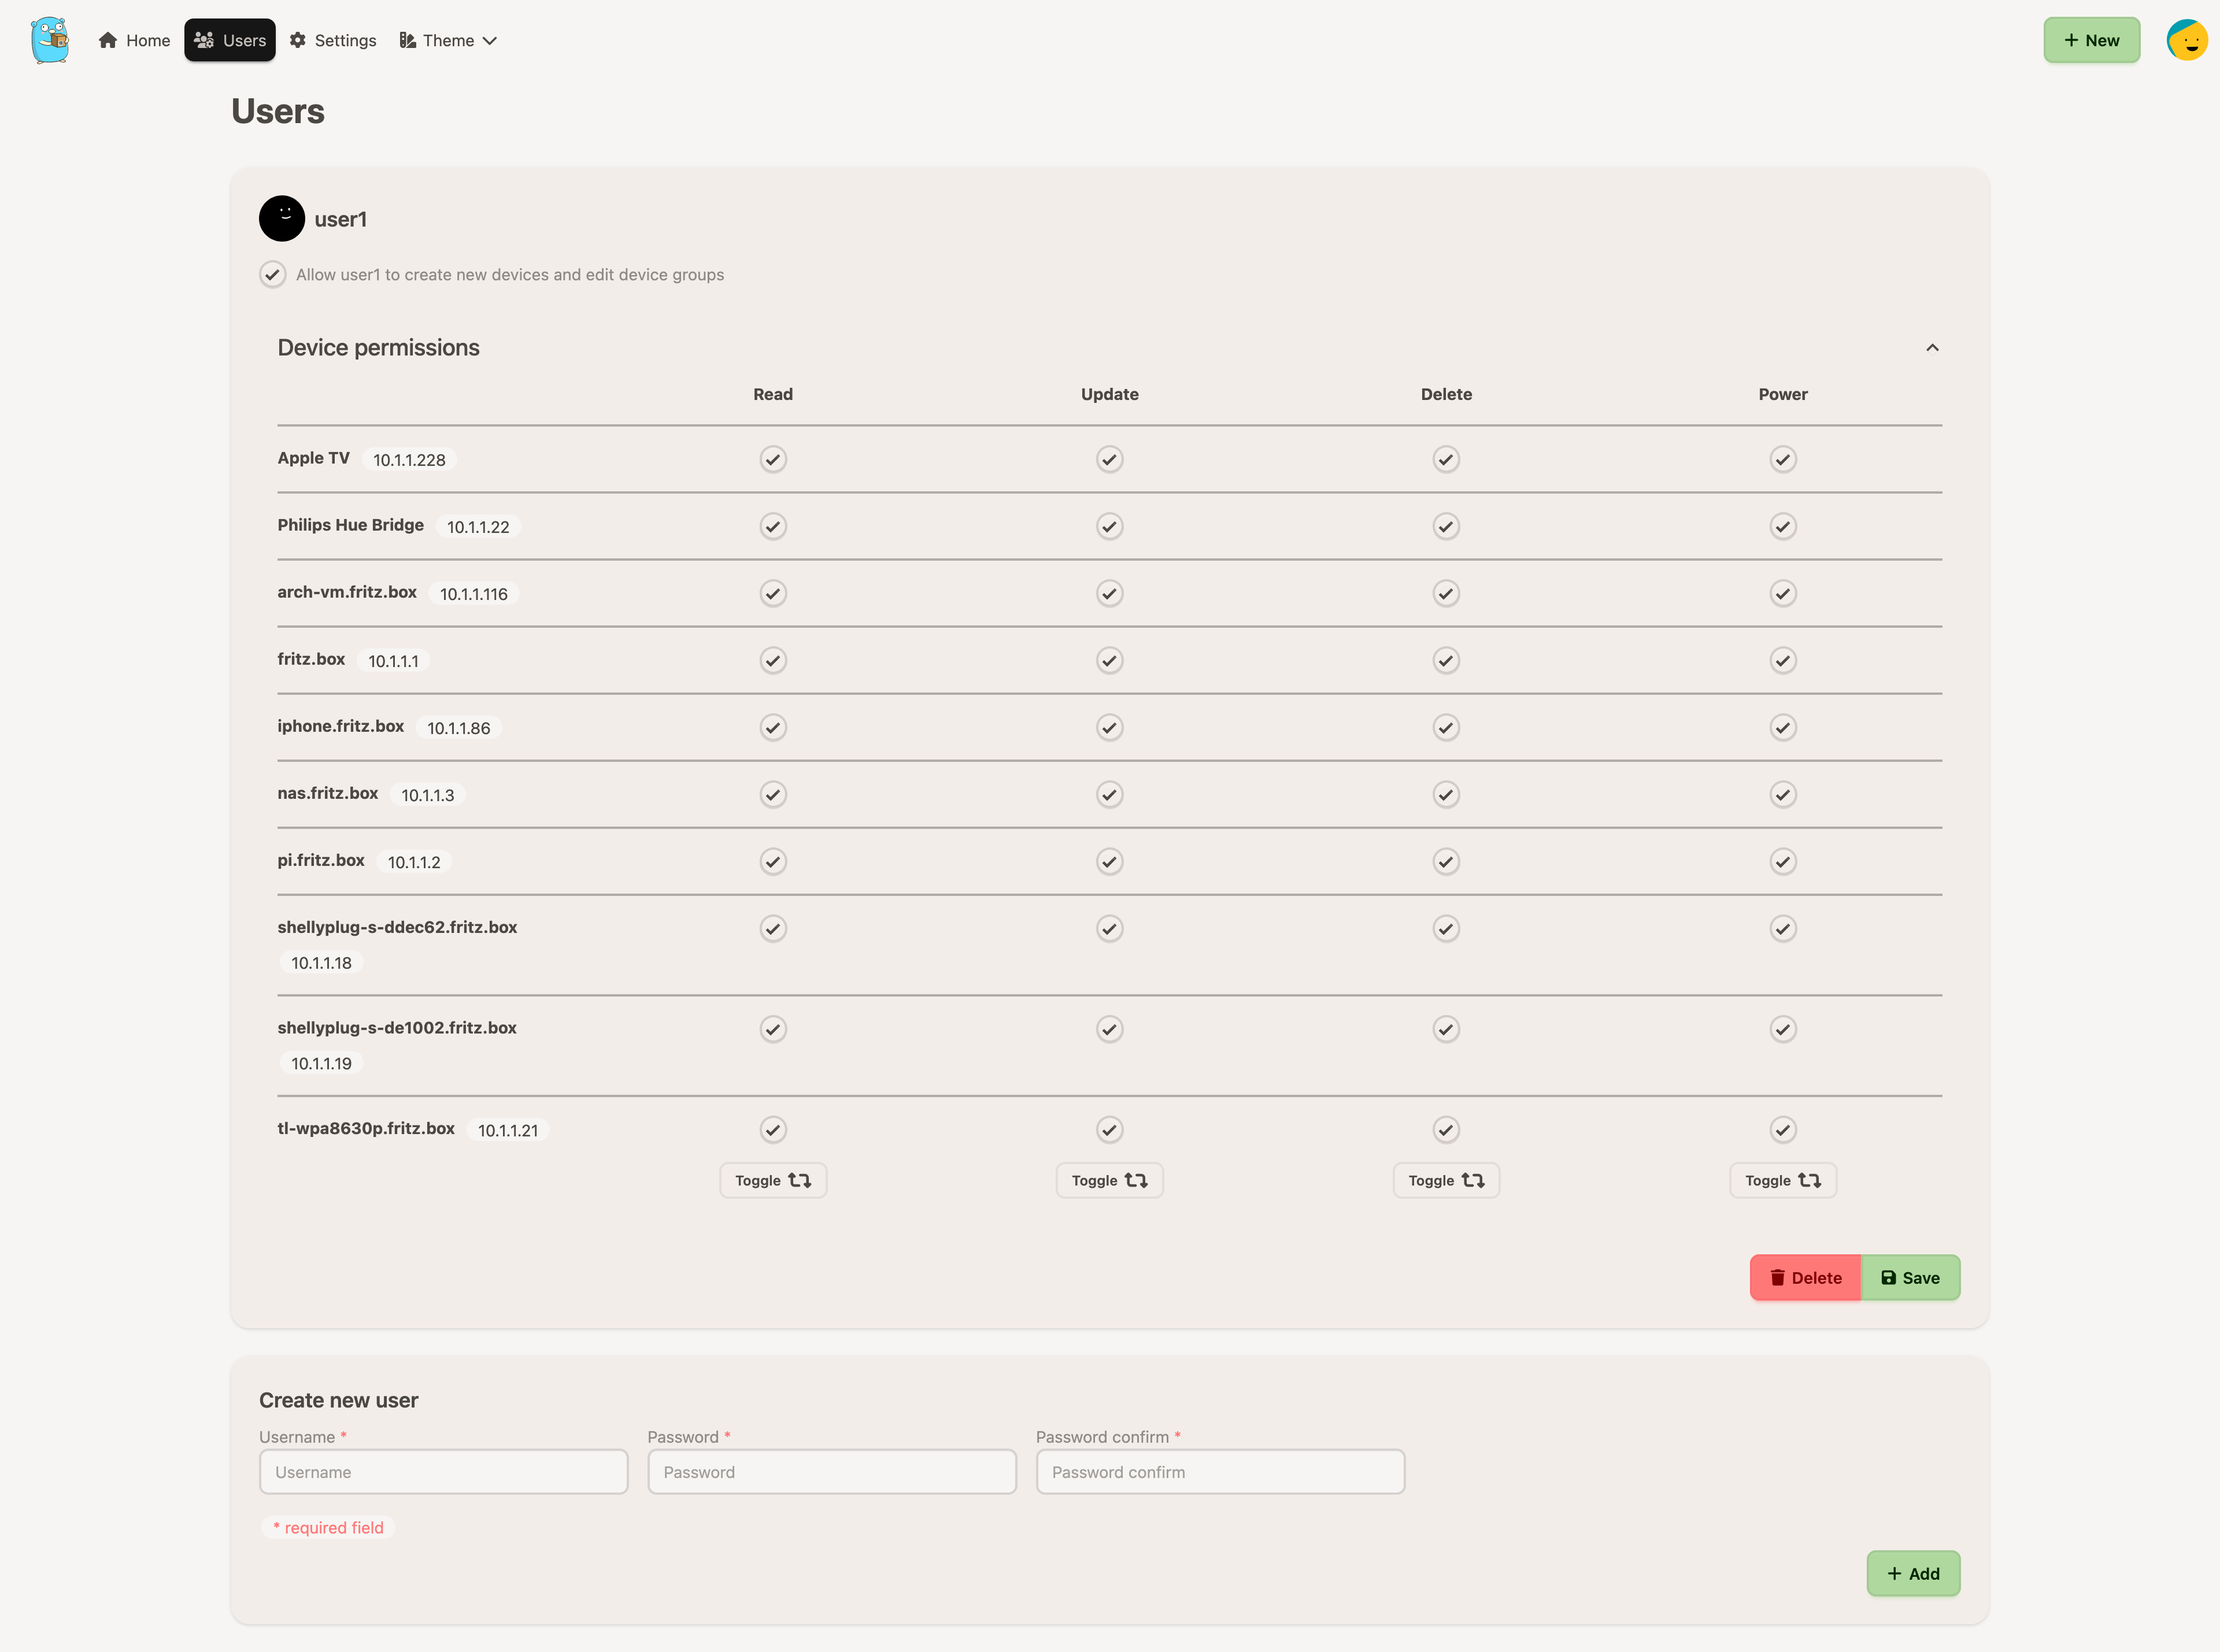 Home Users Settings Theme + New
Users
user1
Allow user1 to create new devices and edit device groups
Device permissions
Read Update Delete Power
Apple TV 10.1.1.228
Philips Hue Bridge 10.1.1.22
arch-vm.fritz.box 10.1.1.116
fritz.box 10.1.1.1
iphone.fritz.box 10.1.1.86
nas.fritz.box 10.1.1.3
pi.fritz.box 10.1.1.2
shellyplug-s-ddec62.fritz.box
10.1.1.18
shellyplug-s-de1002.fritz.box
10.1.1.19
tl-wpa8630p.fritz.box 10.1.1.21
Toggle Toggle Toggle Toggle
Delete Save
Create new user
Username * Password * Password confirm *
Username Password Password confirm
* required field
+ Add